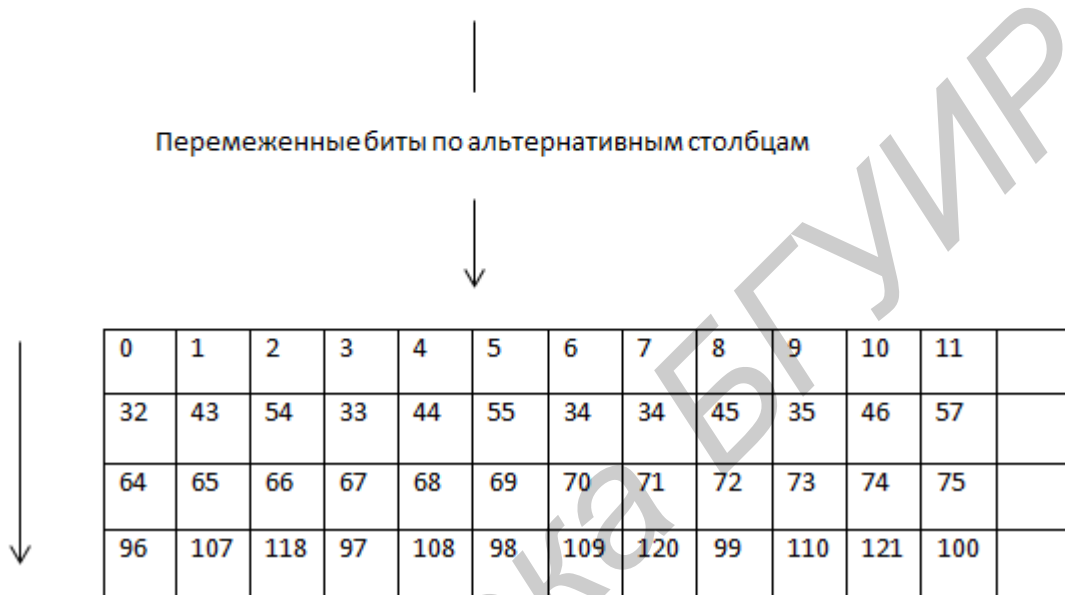 Перемеженные биты по альтернативным столбцам
0 1 2 3 4 5 6 7 8 9 10 11
32 43 54 33 44 55 34 34 45 35 46 57
64 65 66 67 68 69 70 71 72 73 74 75
96 107 118 97 108 98 109 120 99 110 121 100
ка БГУИР